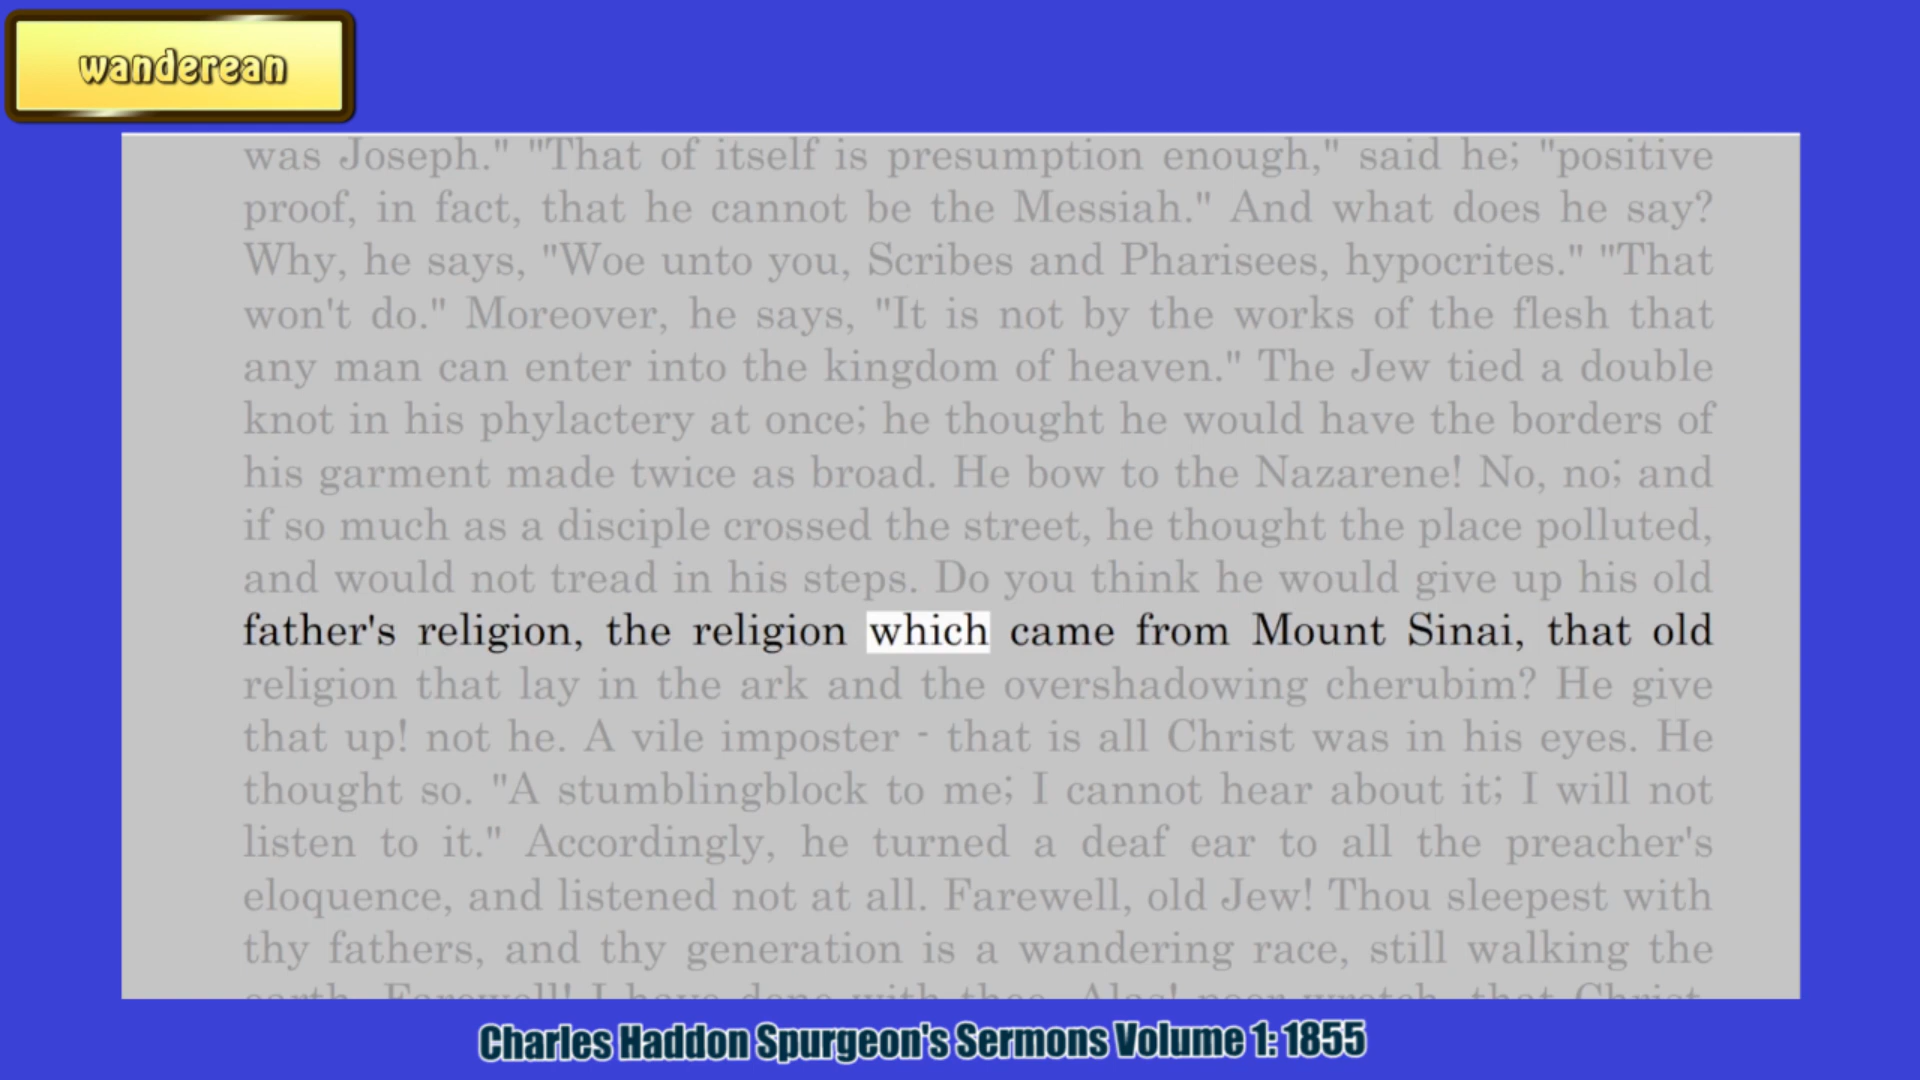 wanderean
was Joseph." "That of itself is presumption enough," said he; "positive
proof, in fact, that he cannot be the Messiah." And what does he say?
Why, he says, "Woe unto you, Scribes and Pharisees, hypocrites." "That
won't do." Moreover, he says, "It is not by the works of the flesh that
any man can enter into the kingdom of heaven." The Jew tied a double
knot in his phylactery at once; he thought he would have the borders of
his garment made twice as broad. He bow to the Nazarene! No, no; and
if so much as a disciple crossed the street, he thought the place polluted,
and would not tread in his steps. Do you think he would give up his old
father's religion, the religion which came from Mount Sinai, that old
religion that lay in the ark and the overshadowing cherubim? He give
that up! not he. A vile imposter - that is all Christ was in his eyes. He
thought so. "A stumblingblock to me; I cannot hear about it; I will not
listen to it." Accordingly, he turned a deaf ear to all the preacher's
eloquence, and listened not at all. Farewell, old Jew! Thou sleepest with
thy fathers, and thy generation is a wandering race, still walking the
earth. Farewell! I have done with thee. Alas! poor wretch, that Christ
Charles Haddon Spurgeon's Sermons Volume 1: 1855